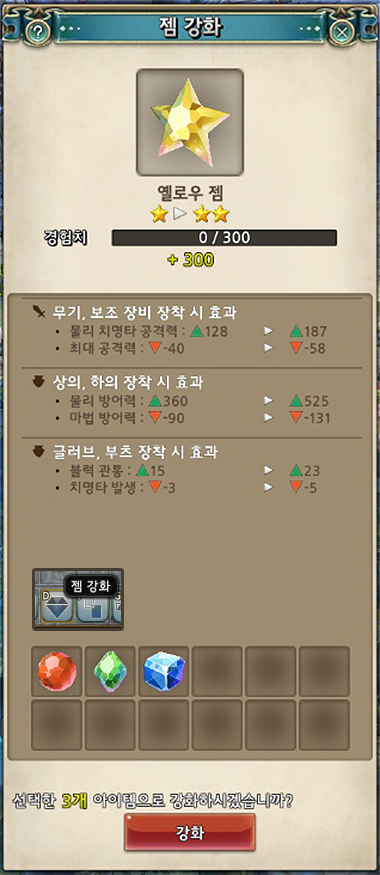 ?
젬 강화
옐로우 젬
경험치 0 / 300
+ 300
무기, 보조 장비 장착 시 효과
• 물리 치명타 공격력 : ▲128 ▶ ▲187
• 최대 공격력 : ▼-40 ▶ ▼-58
상의, 하의 장착 시 효과
• 물리 방어력 : ▲360 ▶ ▲525
• 마법 방어력 : ▼-90 ▶ ▼-131
글러브, 부츠 장착 시 효과
• 블럭 관통 : ▲15 ▶ ▲23
• 치명타 발생 : ▼-3 ▶ ▼-5
젬 강화
D
선택한 3개 아이템으로 강화하시겠습니까?
강화